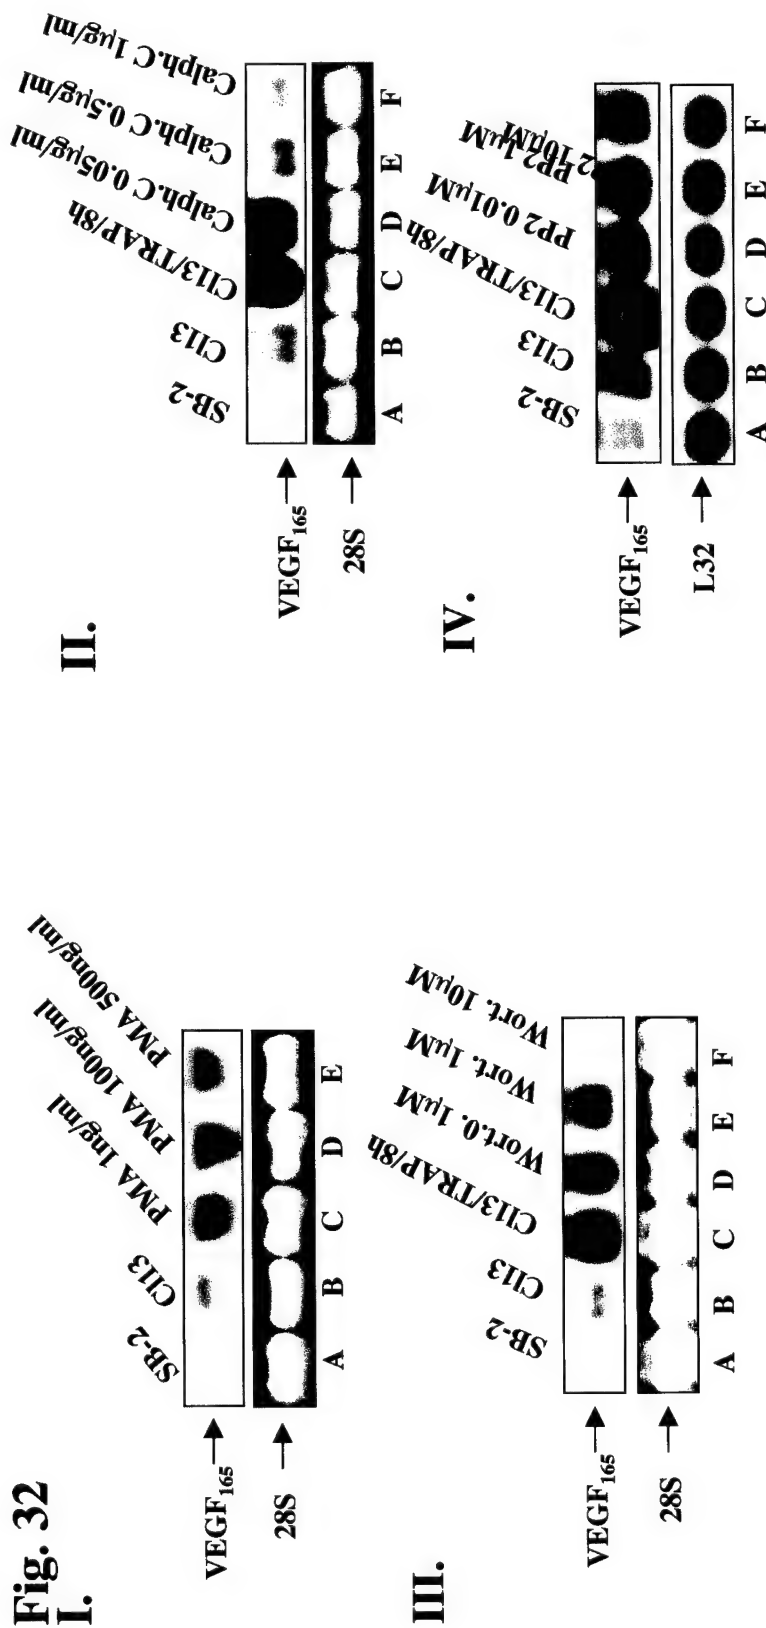 Fig. 32
I.
SB-2
Cl13
PMA 1ng/ml
PMA 100ng/ml
PMA 500ng/ml
VEGF165
28S
A B C D E
II.
SB-2
Cl13
Cl13/TRAP/8h
Calph.C 0.05μg/ml
Calph.C 0.5μg/ml
Calph.C 1μg/ml
VEGF165
28S
A B C D E F
III.
SB-2
Cl13
Cl13/TRAP/8h
Wort.0. 1μM
Wort. 1μM
Wort. 10μM
VEGF165
28S
A B C D E F
IV.
SB-2
Cl13
Cl13/TRAP/8h
PP2 0.01μM
PP2 1μM
2 10μM
VEGF165
L32
A B C D E F